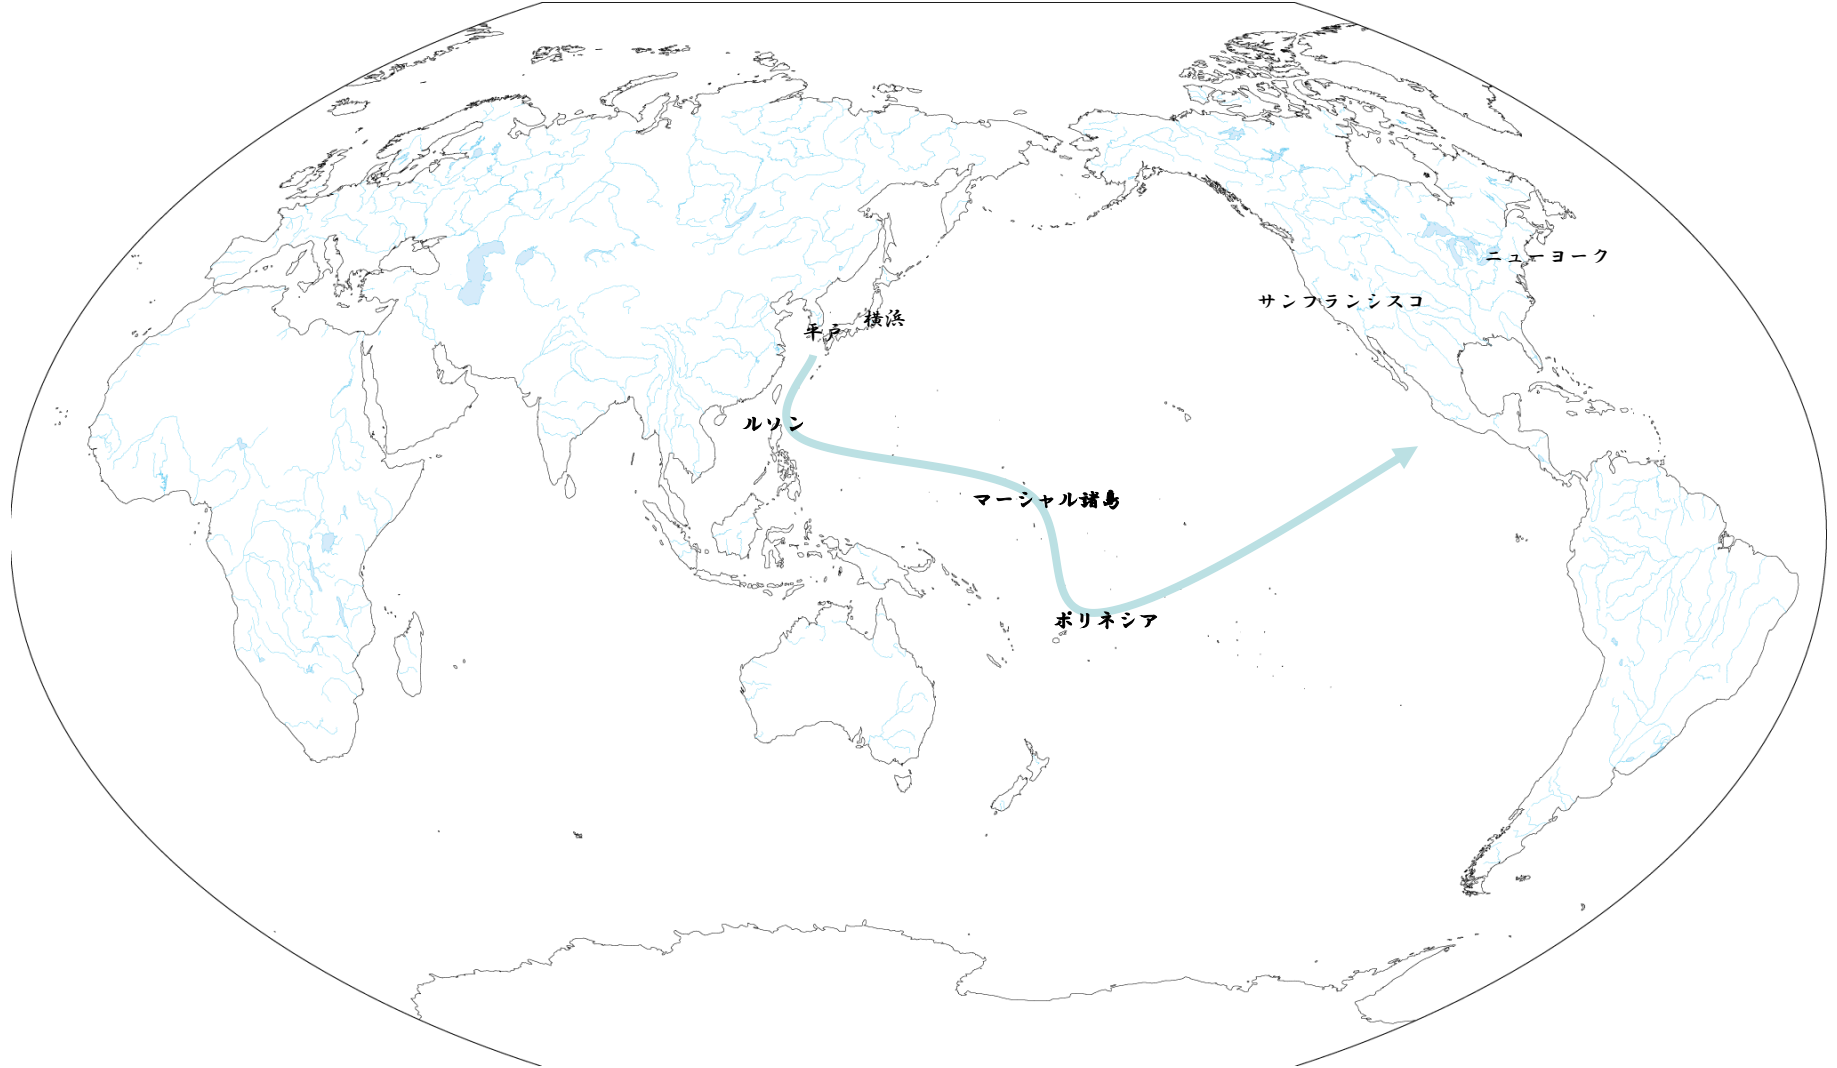 ニューヨーク
サンフランシスコ
横浜
平戸
ルソン
マーシャル諸島
ポリネシア